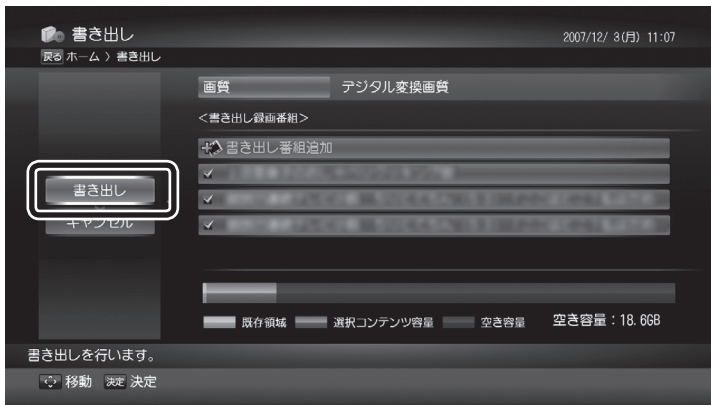 書き出し
2007/12/ 3(月) 11:07
戻る ホーム 〉 書き出し
画質 デジタル変換画質
<書き出し録画番組>
書き出し番組追加
書き出し
キャンセル
既存領域 選択コンテンツ容量 空き容量 空き容量：18.6GB
書き出しを行います。
移動 決定 決定